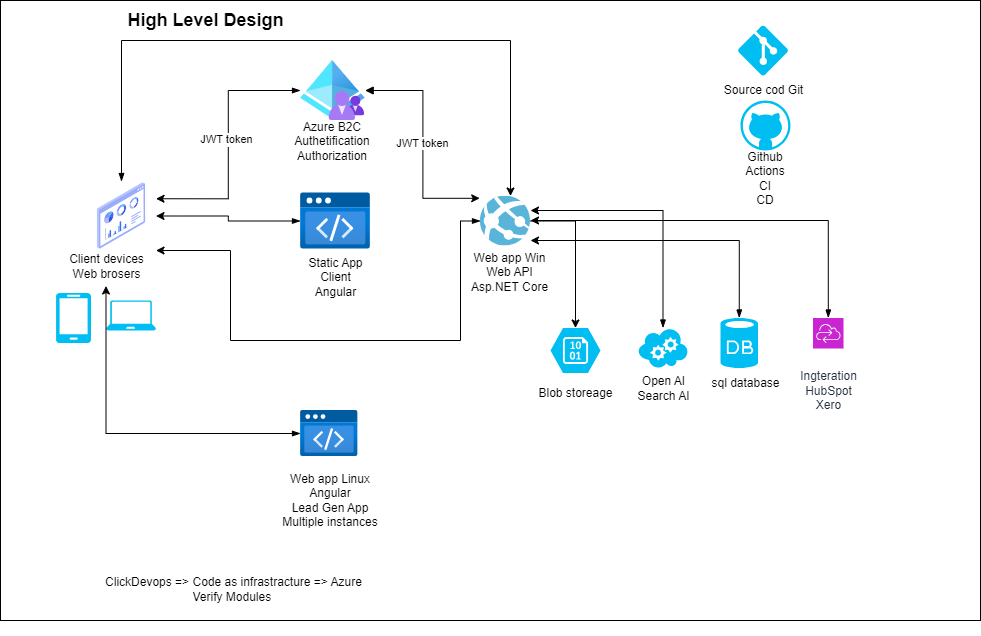 High Level Design
Source cod Git
Azure B2C
Authetification
Authorization
JWT token
JWT token
Github
Actions
CI
CD
Client devices
Web brosers
Static App
Client
Angular
Web app Win
Web API
Asp.NET Core
10
01
DB
Blob storeage
Open AI
Search AI
sql database
Ingteration
HubSpot
Xero
Web app Linux
Angular
Lead Gen App
Multiple instances
ClickDevops => Code as infrastracture => Azure
Verify Modules